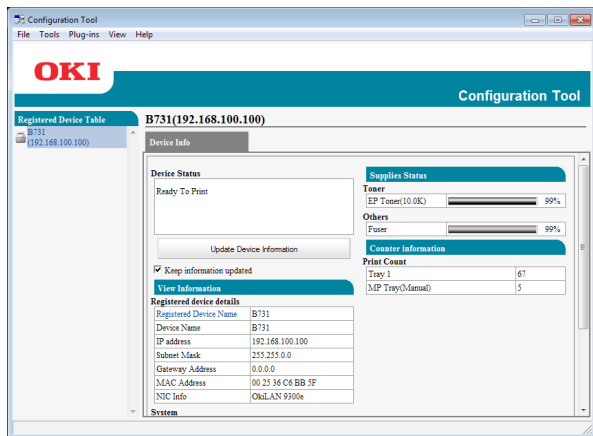 Configuration Tool
File Tools Plug-ins View Help
OKI
Configuration Tool
Registered Device Table
B731
(192.168.100.100)
B731(192.168.100.100)
Device Info
Device Status
Ready To Print
Update Device Information
Keep information updated
View Information
Registered device details
Registered Device Name B731
Device Name B731
IP address 192.168.100.100
Subnet Mask 255.255.0.0
Gateway Address 0.0.0.0
MAC Address 00 25 36 C6 BB 5F
NIC Info OkiLAN 9300e
System
Supplies Status
Toner
EP Toner(10.0K) 99%
Others
Fuser 99%
Counter information
Print Count
Tray 1 67
MP Tray(Manual) 5